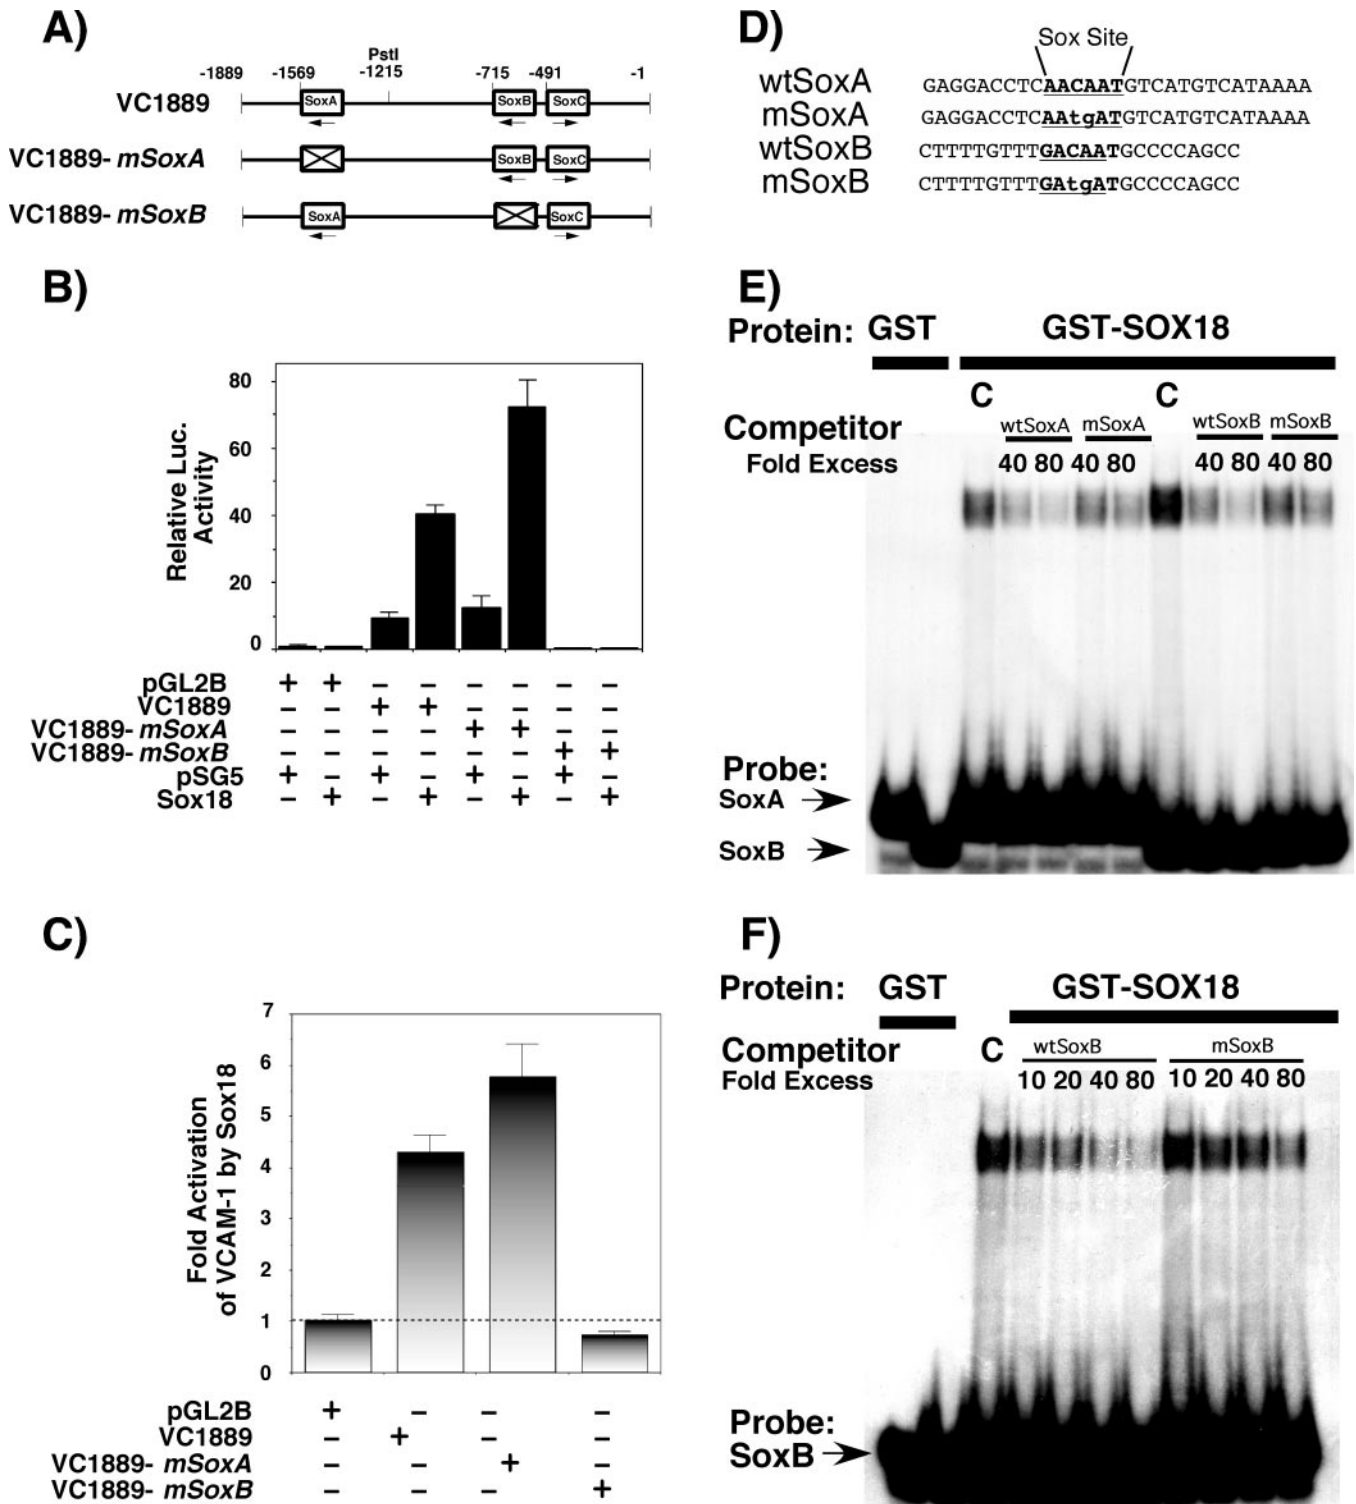 A)
PstI
-1889 -1569 -1215 -715 -491 -1
VC1889 SoxA SoxB SoxC
VC1889- mSoxA SoxB SoxC
VC1889- mSoxB SoxA SoxC
B)
Relative Luc. Activity
80
60
40
20
0
pGL2B + + – – – – – –
VC1889 – – + + – – – –
VC1889- mSoxA – – – – + + – –
VC1889- mSoxB – – – – – – + +
pSG5 + – + – + – + –
Sox18 – + – + – + – +
C)
Fold Activation of VCAM-1 by Sox18
7
6
5
4
3
2
1
0
pGL2B + – – –
VC1889 – + – –
VC1889- mSoxA – – + –
VC1889- mSoxB – – – +
D)
Sox Site
wtSoxA GAGGACCTCAACAATGTCATGTCATAAAA
mSoxA GAGGACCTCAAtgATGTCATGTCATAAAA
wtSoxB CTTTTGTTTGACAATGCCCCAGCC
mSoxB CTTTTGTTTGAtgATGCCCCAGCC
E)
Protein: GST GST-SOX18
C C
Competitor wtSoxA mSoxA wtSoxB mSoxB
Fold Excess 40 80 40 80 40 80 40 80
Probe:
SoxA
SoxB
F)
Protein: GST GST-SOX18
Competitor C wtSoxB mSoxB
Fold Excess 10 20 40 80 10 20 40 80
Probe:
SoxB